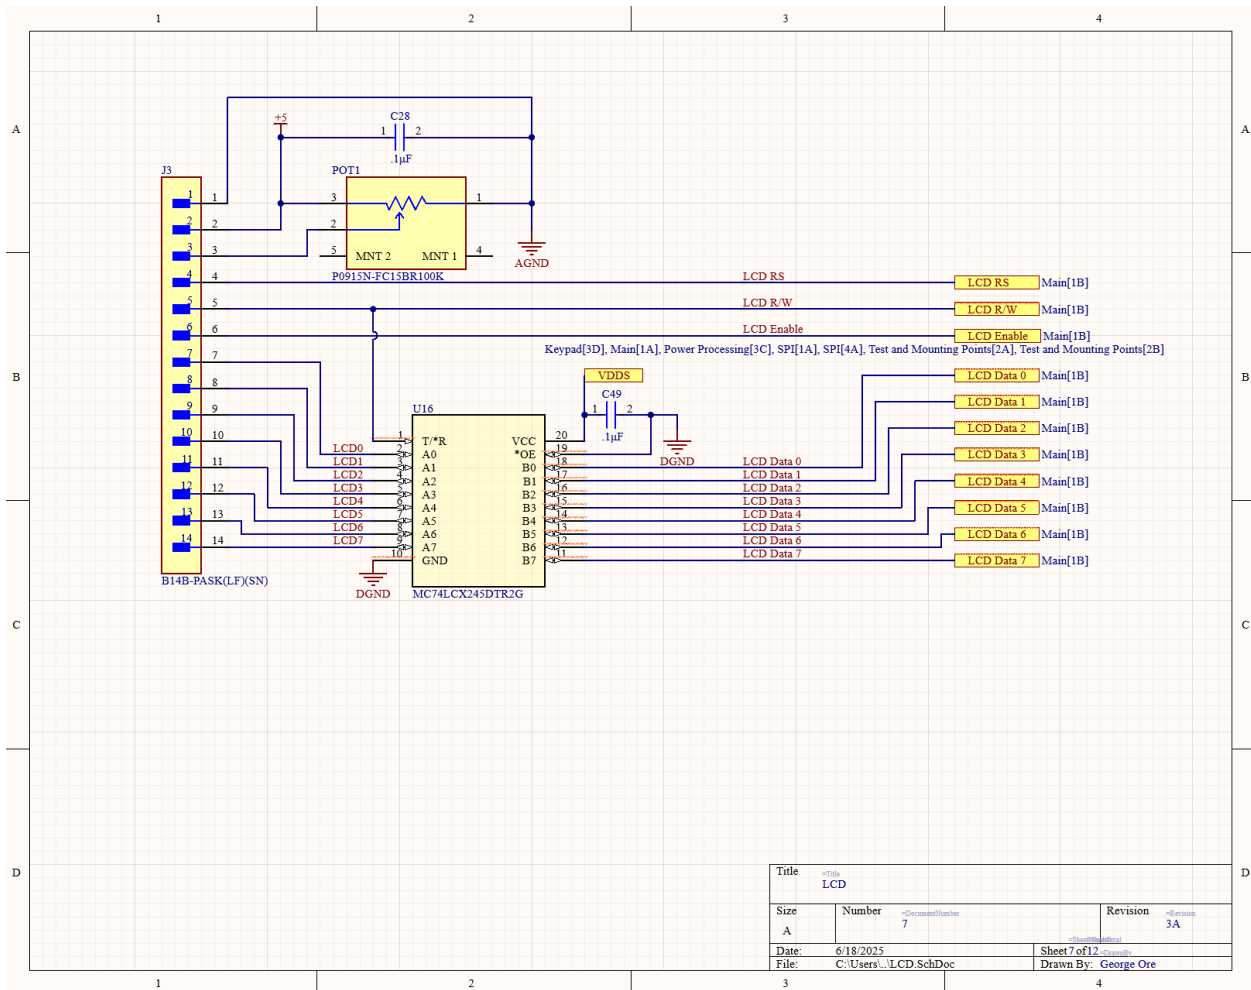 1 2 3 4
A A
+5
C28
1 2
.1µF
J3
POT1
1 1
3 1
2 2
2
3 3
5 MNT 2 MNT 1 4
AGND
P0915N-FC15BR100K
4 4
LCD RS
LCD RS Main[1B]
5 5
LCD R/W
LCD R/W Main[1B]
6 6
LCD Enable
LCD Enable Main[1B]
Keypad[3D], Main[1A], Power Processing[3C], SPI[1A], SPI[4A], Test and Mounting Points[2A], Test and Mounting Points[2B]
7 7
B B
VDDS
LCD Data 0 Main[1B]
8 8
C49
LCD Data 1 Main[1B]
9 9
U16
1 2
.1µF
LCD Data 2 Main[1B]
10 10
1 T/*R VCC 20
LCD0 2 A0 *OE 19
DGND
LCD Data 3 Main[1B]
11 11
LCD1 3 A1 B0 18 LCD Data 0
LCD2 4 A2 B1 17 LCD Data 1
LCD Data 4 Main[1B]
12 12
LCD3 5 A3 B2 16 LCD Data 2
LCD4 6 A4 B3 15 LCD Data 3
LCD Data 5 Main[1B]
13 13
LCD5 7 A5 B4 14 LCD Data 4
LCD6 8 A6 B5 13 LCD Data 5
LCD Data 6 Main[1B]
14 14
LCD7 9 A7 B6 12 LCD Data 6
10 GND B7 11 LCD Data 7
LCD Data 7 Main[1B]
B14B-PASK(LF)(SN)
DGND
MC74LCX245DTR2G
C C
D D
Title =Title
LCD
Size Number =DocumentNumber Revision =Revision
A 7 3A
Date: 6/18/2025 Sheet 7 of 12 =DrawnBy
File: C:\Users\..\LCD.SchDoc Drawn By: George Ore
1 2 3 4